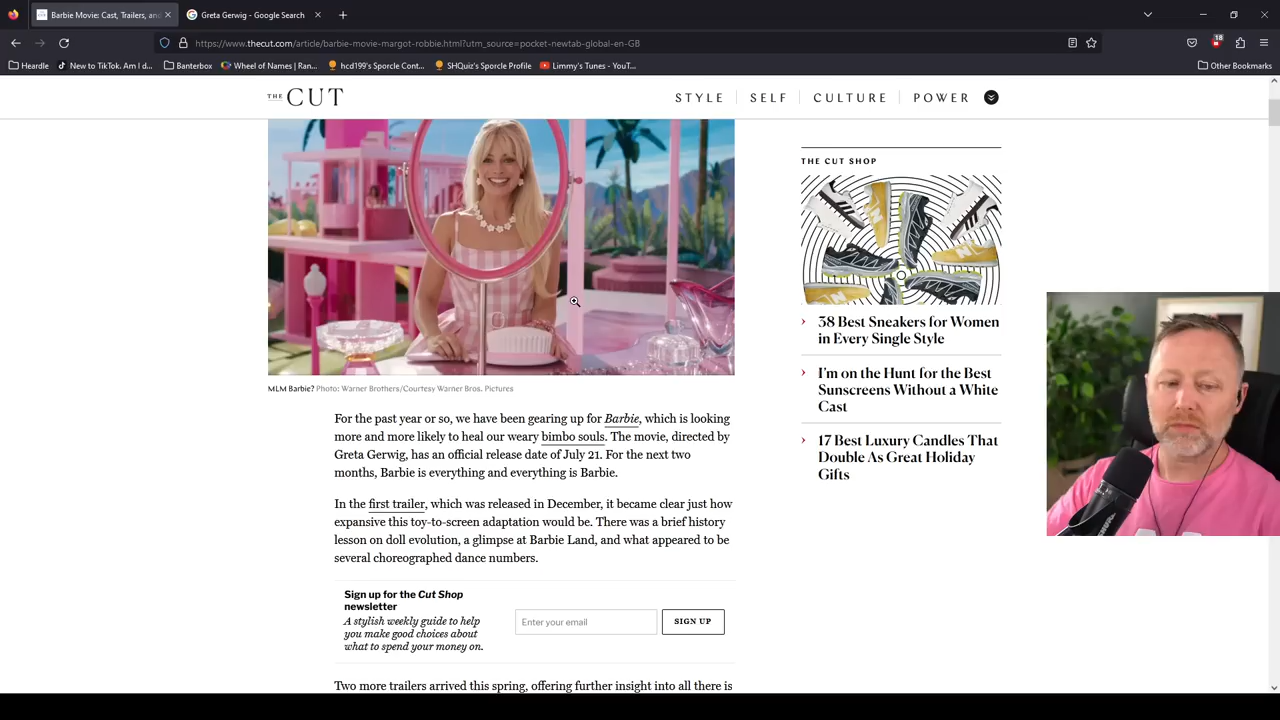 Barbie Movie: Cast, Trailers, an
Greta Gerwig - Google Search
https://www.thecut.com/article/barbie-movie-margot-robbie.html?utm_source=pocket-newtab-global-en-GB
18
Heardle
New to TikTok. Am I d...
Banterbox
Wheel of Names | Ran...
hcd199's Sporcle Cont...
SHQuiz's Sporcle Profile
Limmy's Tunes - YouT...
Other Bookmarks
THE CUT
STYLE
SELF
CULTURE
POWER
MLM Barbie? Photo: Warner Brothers/Courtesy Warner Bros. Pictures
For the past year or so, we have been gearing up for Barbie, which is looking
more and more likely to heal our weary bimbo souls. The movie, directed by
Greta Gerwig, has an official release date of July 21. For the next two
months, Barbie is everything and everything is Barbie.
In the first trailer, which was released in December, it became clear just how
expansive this toy-to-screen adaptation would be. There was a brief history
lesson on doll evolution, a glimpse at Barbie Land, and what appeared to be
several choreographed dance numbers.
Sign up for the Cut Shop
newsletter
A stylish weekly guide to help
you make good choices about
what to spend your money on.
Enter your email
SIGN UP
Two more trailers arrived this spring, offering further insight into all there is
THE CUT SHOP
38 Best Sneakers for Women
in Every Single Style
I'm on the Hunt for the Best
Sunscreens Without a White
Cast
17 Best Luxury Candles That
Double As Great Holiday
Gifts